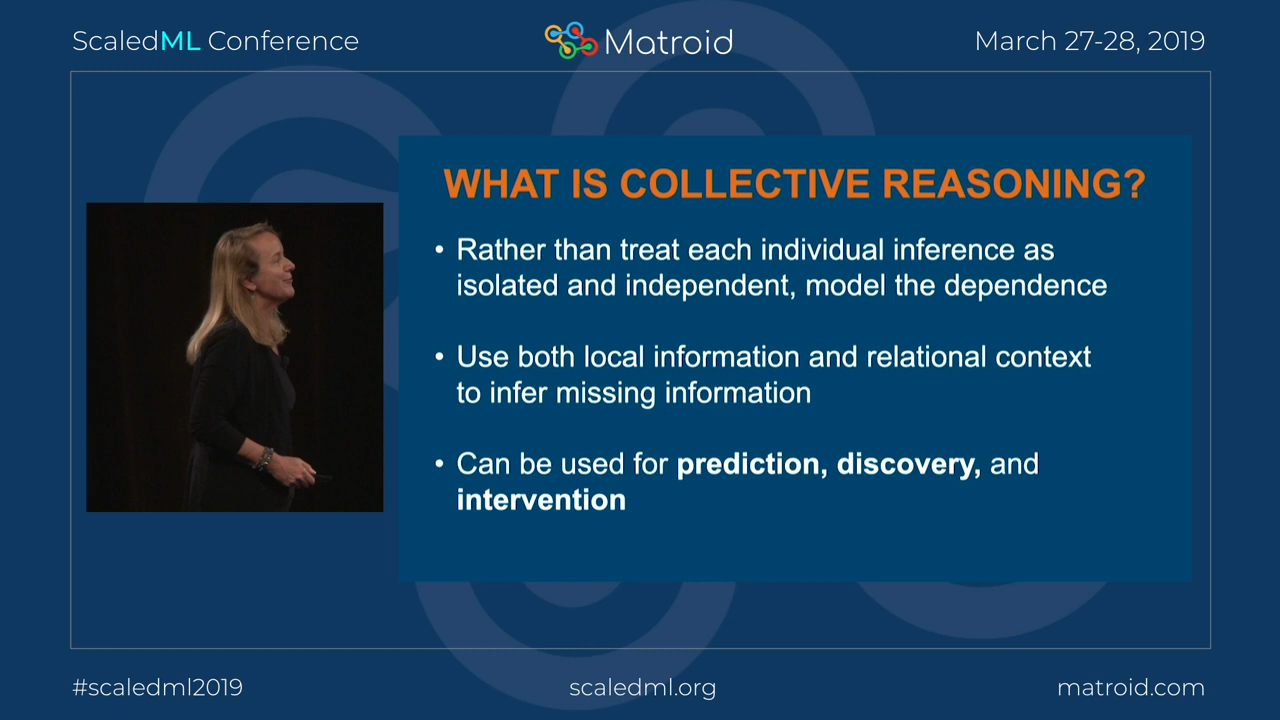 ScaledML Conference
Matroid
March 27-28, 2019
WHAT IS COLLECTIVE REASONING?
• Rather than treat each individual inference as
isolated and independent, model the dependence
• Use both local information and relational context
to infer missing information
• Can be used for prediction, discovery, and
intervention
#scaledml2019
scaledml.org
matroid.com